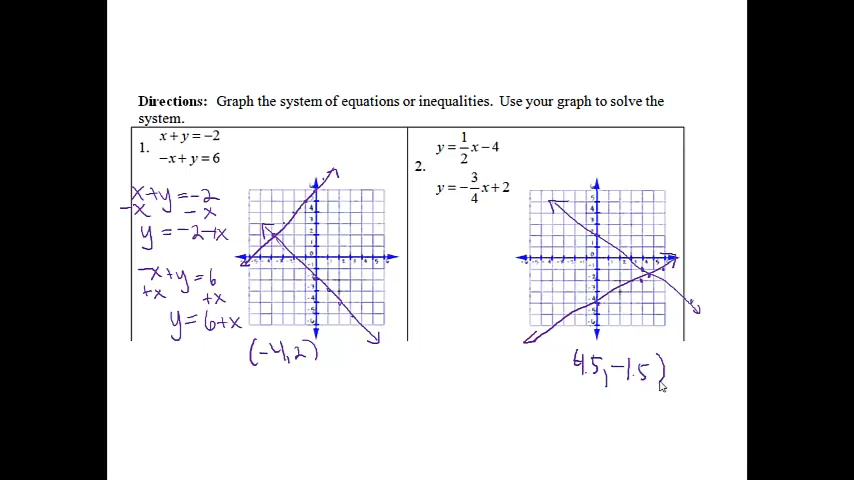 Directions: Graph the system of equations or inequalities. Use your graph to solve the
system.
1.
x + y = −2
−x + y = 6
x+y = −2
−x −x
y = −2−1x
−x+y = 6
+x +x
y = 6+x
(−4,2)
2.
y = 1/2 x − 4
y = − 3/4 x + 2
(4.5, −1.5)